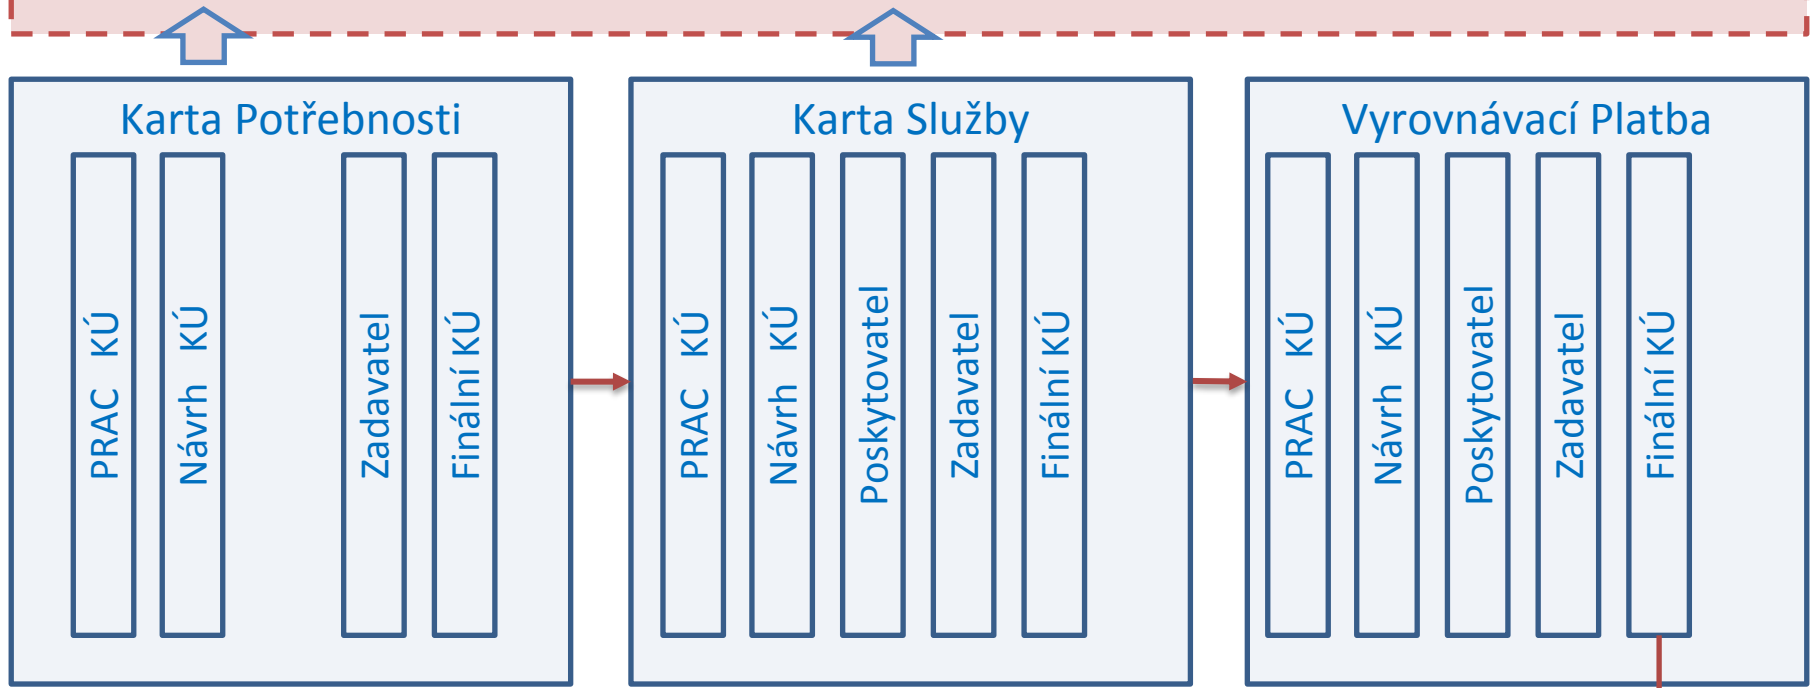 Karta Potřebnosti
PRAC KÚ
Návrh KÚ
Zadavatel
Finální KÚ
Karta Služby
PRAC KÚ
Návrh KÚ
Poskytovatel
Zadavatel
Finální KÚ
Vyrovnávací Platba
PRAC KÚ
Návrh KÚ
Poskytovatel
Zadavatel
Finální KÚ